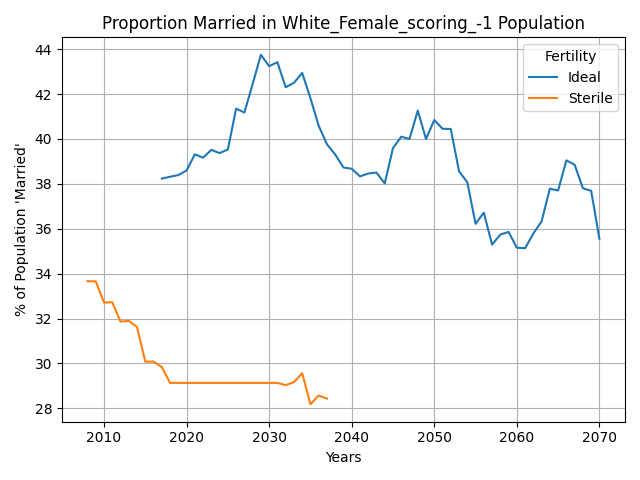 Proportion Married in White_Female_scoring_-1 Population
% of Population 'Married'
44
42
40
38
36
34
32
30
28
Fertility
Ideal
Sterile
2010 2020 2030 2040 2050 2060 2070
Years